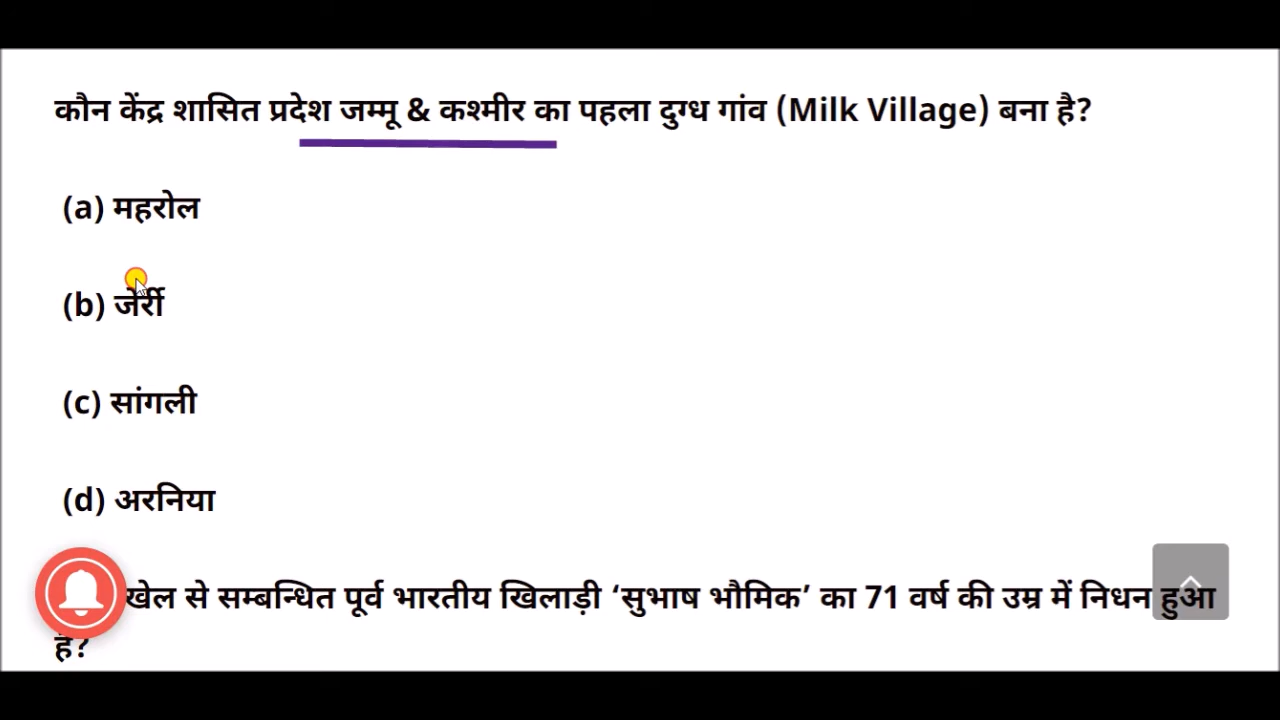 कौन केंद्र शासित प्रदेश जम्मू & कश्मीर का पहला दुग्ध गांव (Milk Village) बना है?
(a) महरोल
(b) जेर्री
(c) सांगली
(d) अरनिया
खेल से सम्बन्धित पूर्व भारतीय खिलाड़ी ‘सुभाष भौमिक’ का 71 वर्ष की उम्र में निधन हुआ
है?